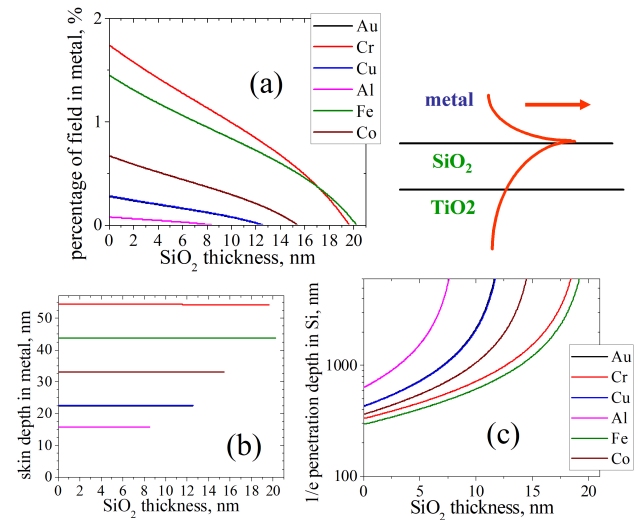 percentage of field in metal, %
2
1
0
0 2 4 6 8 10 12 14 16 18 20 22
SiO₂ thickness, nm
(a)
Au
Cr
Cu
Al
Fe
Co
metal
SiO₂
TiO2
skin depth in metal, nm
50
40
30
20
10
0
0 2 4 6 8 10 12 14 16 18 20
SiO₂ thickness, nm
(b)
1/e penetration depth in Si, nm
1000
100
0 5 10 15 20
SiO₂ thickness, nm
(c)
Au
Cr
Cu
Al
Fe
Co